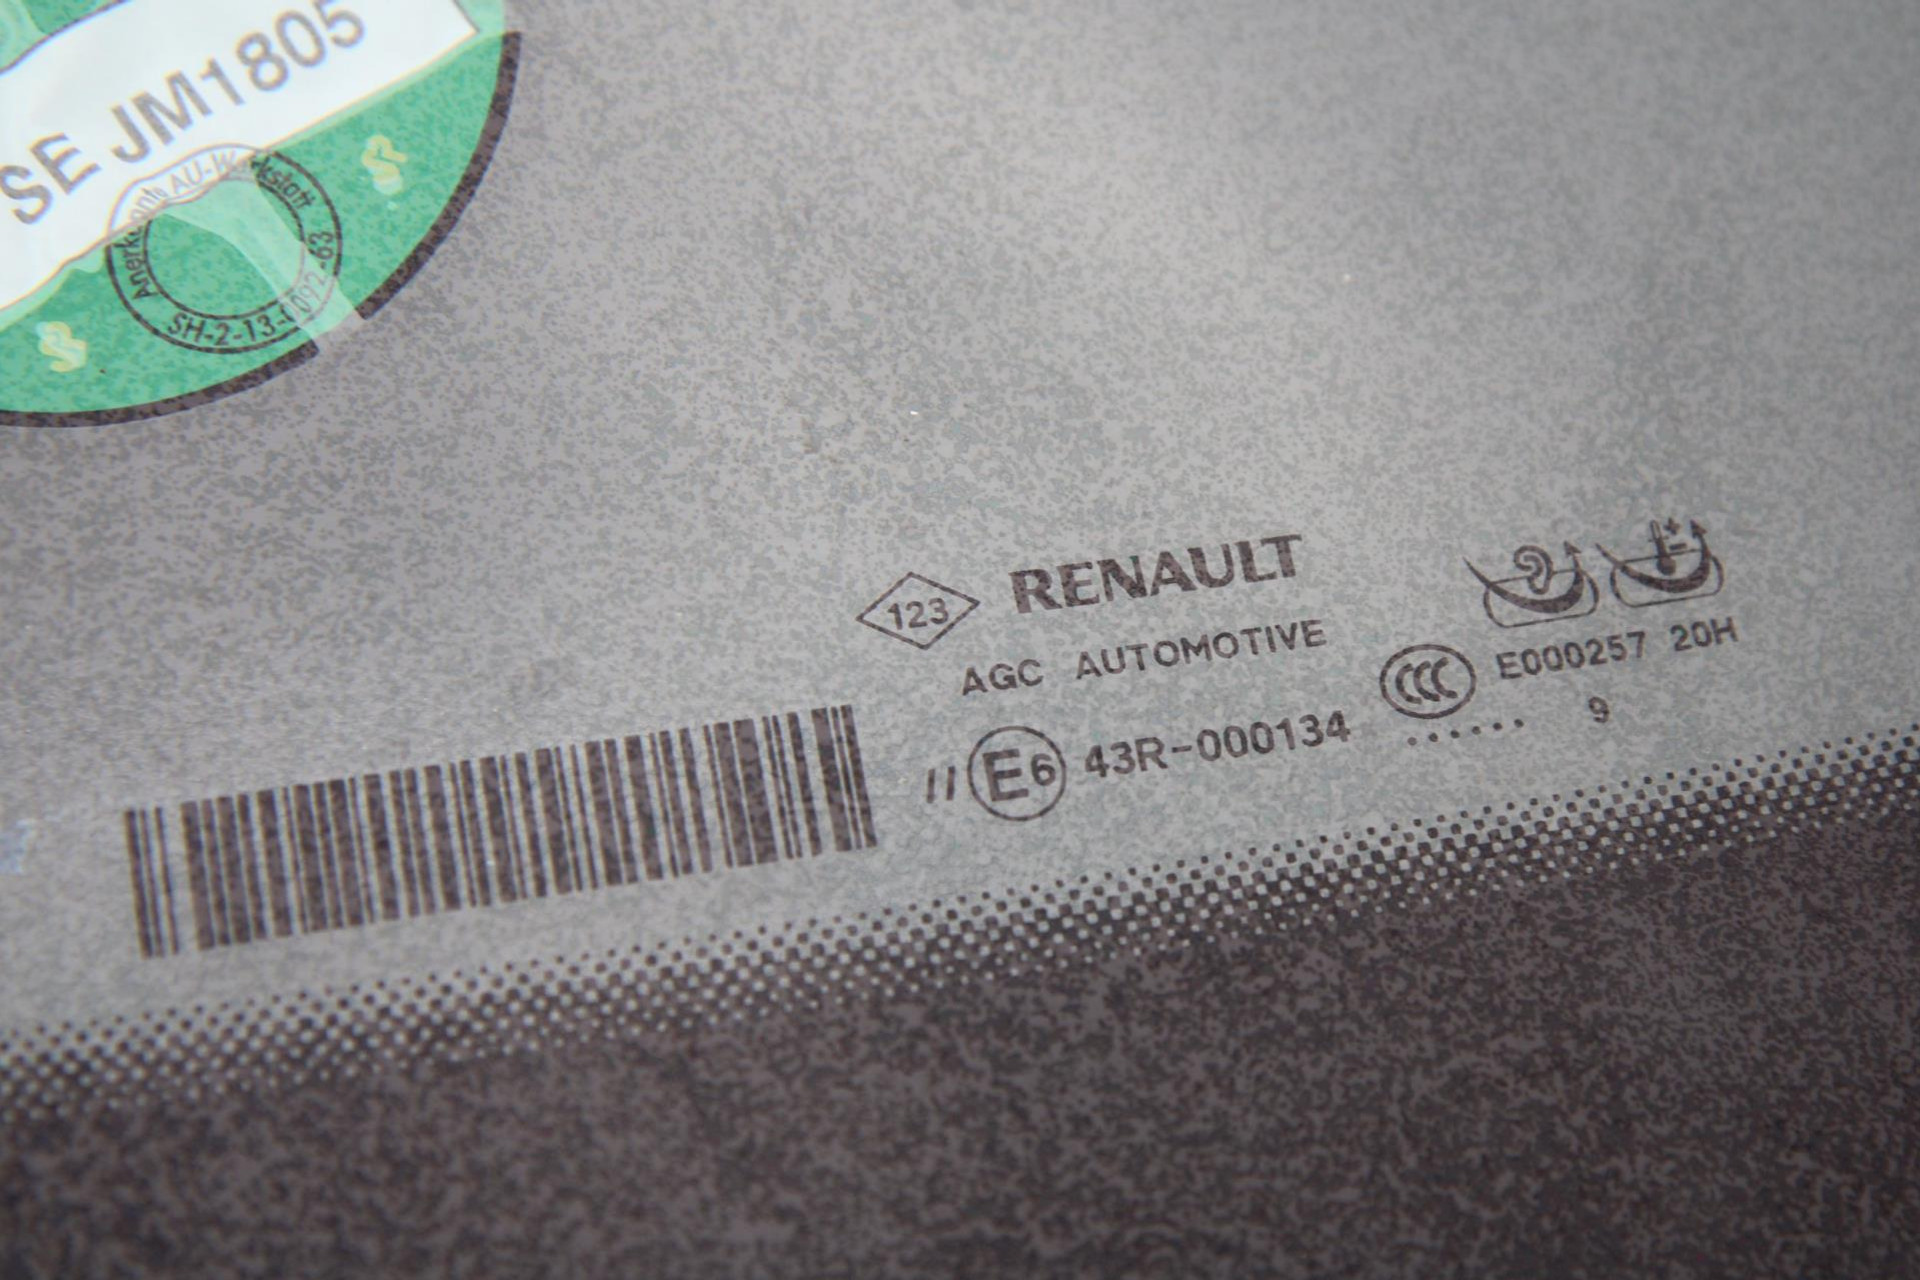 SE JM1805
Anerkannte AU-Werkstatt
SH-2-13-0092-63
123 RENAULT
AGC AUTOMOTIVE
E000257 20H
// E6 43R-000134 ...... 9
CCC